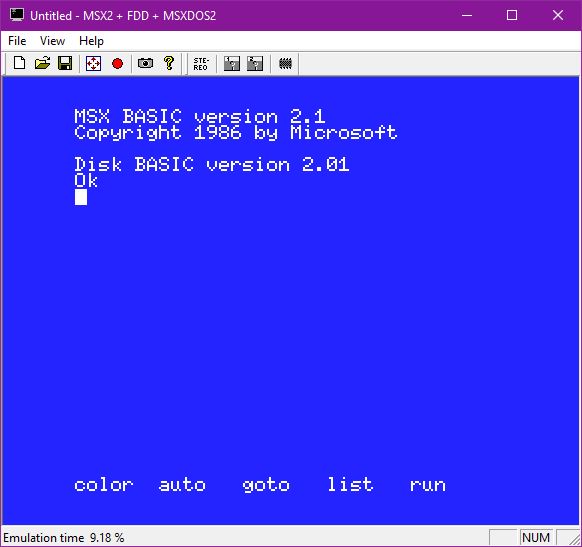 Untitled - MSX2 + FDD + MSXDOS2
File View Help
STE-
REO
MSX BASIC version 2.1
Copyright 1986 by Microsoft
Disk BASIC version 2.01
Ok
color auto goto list run
Emulation time 9.18 % NUM